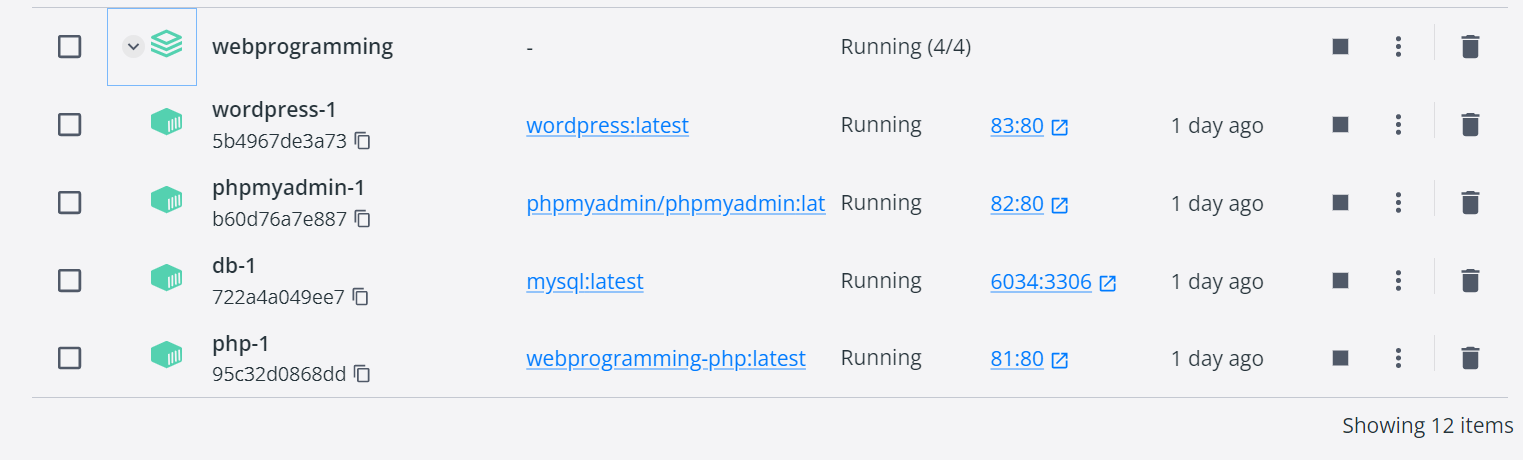 webprogramming - Running (4/4)
wordpress-1
5b4967de3a73 wordpress:latest Running 83:80 1 day ago
phpmyadmin-1
b60d76a7e887 phpmyadmin/phpmyadmin:lat Running 82:80 1 day ago
db-1
722a4a049ee7 mysql:latest Running 6034:3306 1 day ago
php-1
95c32d0868dd webprogramming-php:latest Running 81:80 1 day ago
Showing 12 items